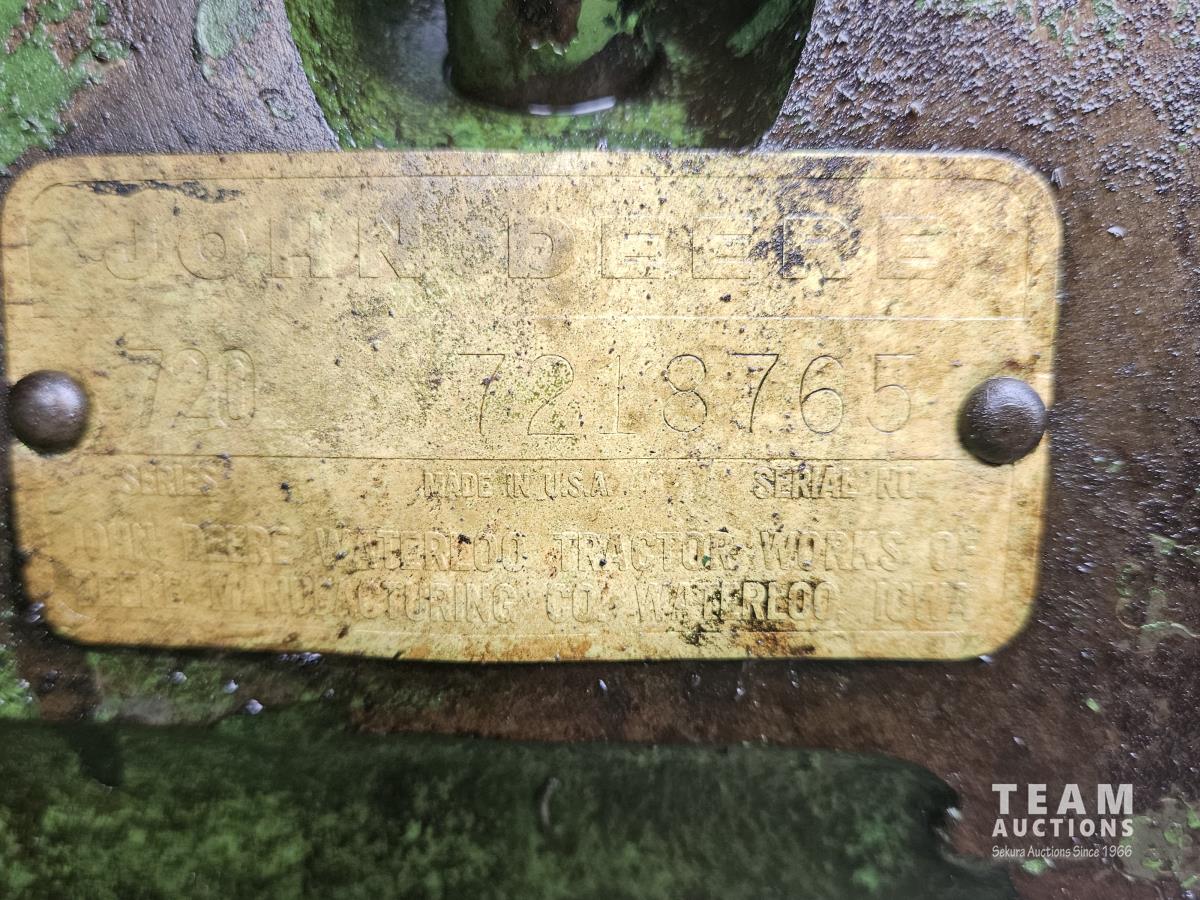 JOHN DEERE
720 7218765
SERIES MADE IN U.S.A. SERIAL NO.
JOHN DEERE WATERLOO TRACTOR WORKS OF
DEERE MANUFACTURING CO. WATERLOO IOWA
TEAM
AUCTIONS
Sekura Auctions Since 1966